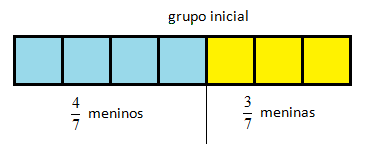 grupo inicial
4/7 meninos
3/7 meninas